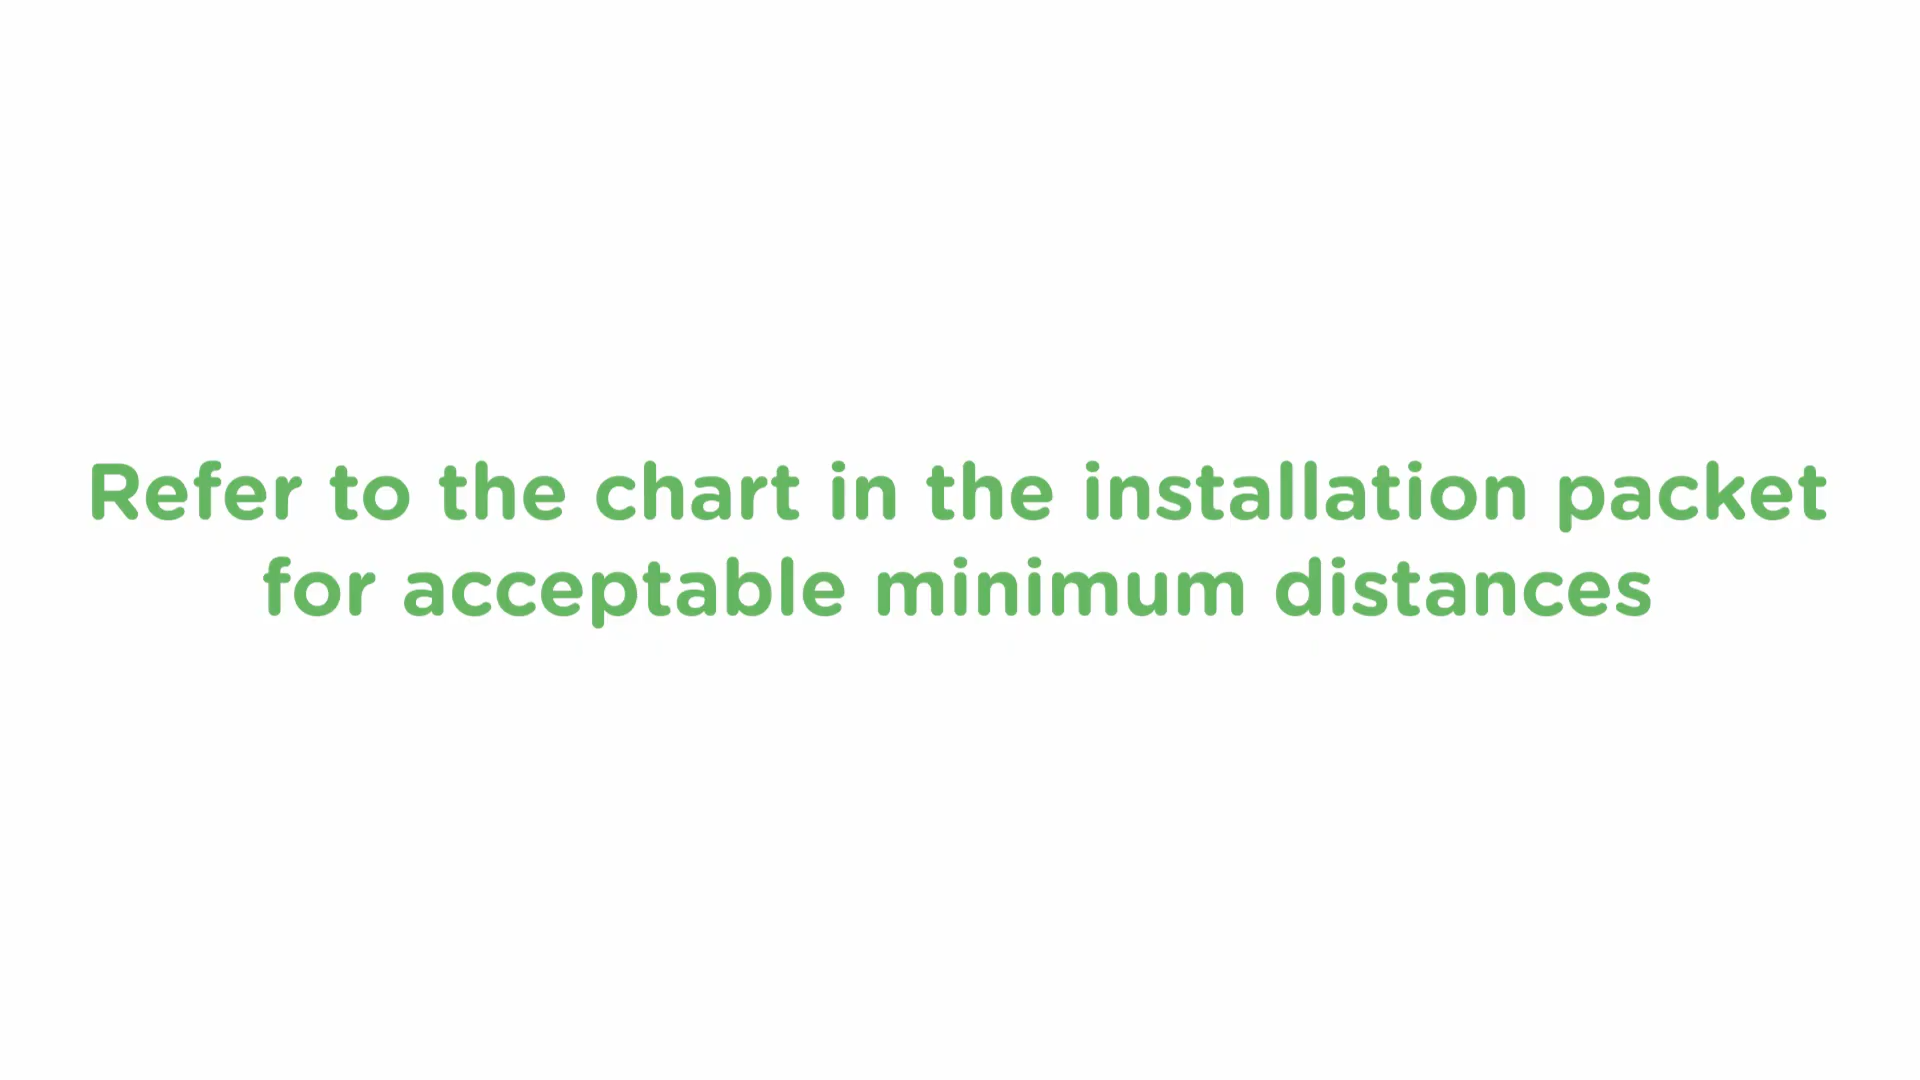 Refer to the chart in the installation packet
for acceptable minimum distances